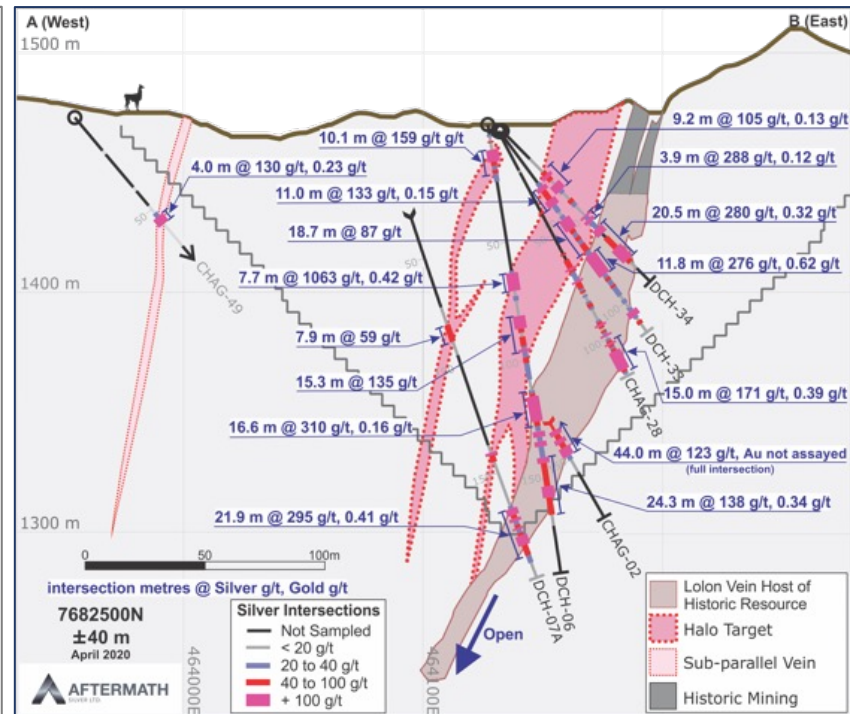 A (West)
B (East)
1500 m
10.1 m @ 159 g/t g/t
9.2 m @ 105 g/t, 0.13 g/t
4.0 m @ 130 g/t, 0.23 g/t
3.9 m @ 288 g/t, 0.12 g/t
11.0 m @ 133 g/t, 0.15 g/t
20.5 m @ 280 g/t, 0.32 g/t
50
18.7 m @ 87 g/t
50
50
11.8 m @ 276 g/t, 0.62 g/t
CHAG-49
1400 m
7.7 m @ 1063 g/t, 0.42 g/t
DCH-34
100
7.9 m @ 59 g/t
100
100
DCH-33
15.3 m @ 135 g/t
15.0 m @ 171 g/t, 0.39 g/t
CHAG-28
16.6 m @ 310 g/t, 0.16 g/t
44.0 m @ 123 g/t, Au not assayed
(full intersection)
150
150
24.3 m @ 138 g/t, 0.34 g/t
21.9 m @ 295 g/t, 0.41 g/t
CHAG-02
1300 m
0 50 100m
DCH-07A
DCH-06
intersection metres @ Silver g/t, Gold g/t
7682500N
±40 m
April 2020
Silver Intersections
Not Sampled
< 20 g/t
20 to 40 g/t
40 to 100 g/t
+ 100 g/t
Open
Lolon Vein Host of
Historic Resource
Halo Target
Sub-parallel Vein
Historic Mining
464000E
AFTERMATH
SILVER LTD.